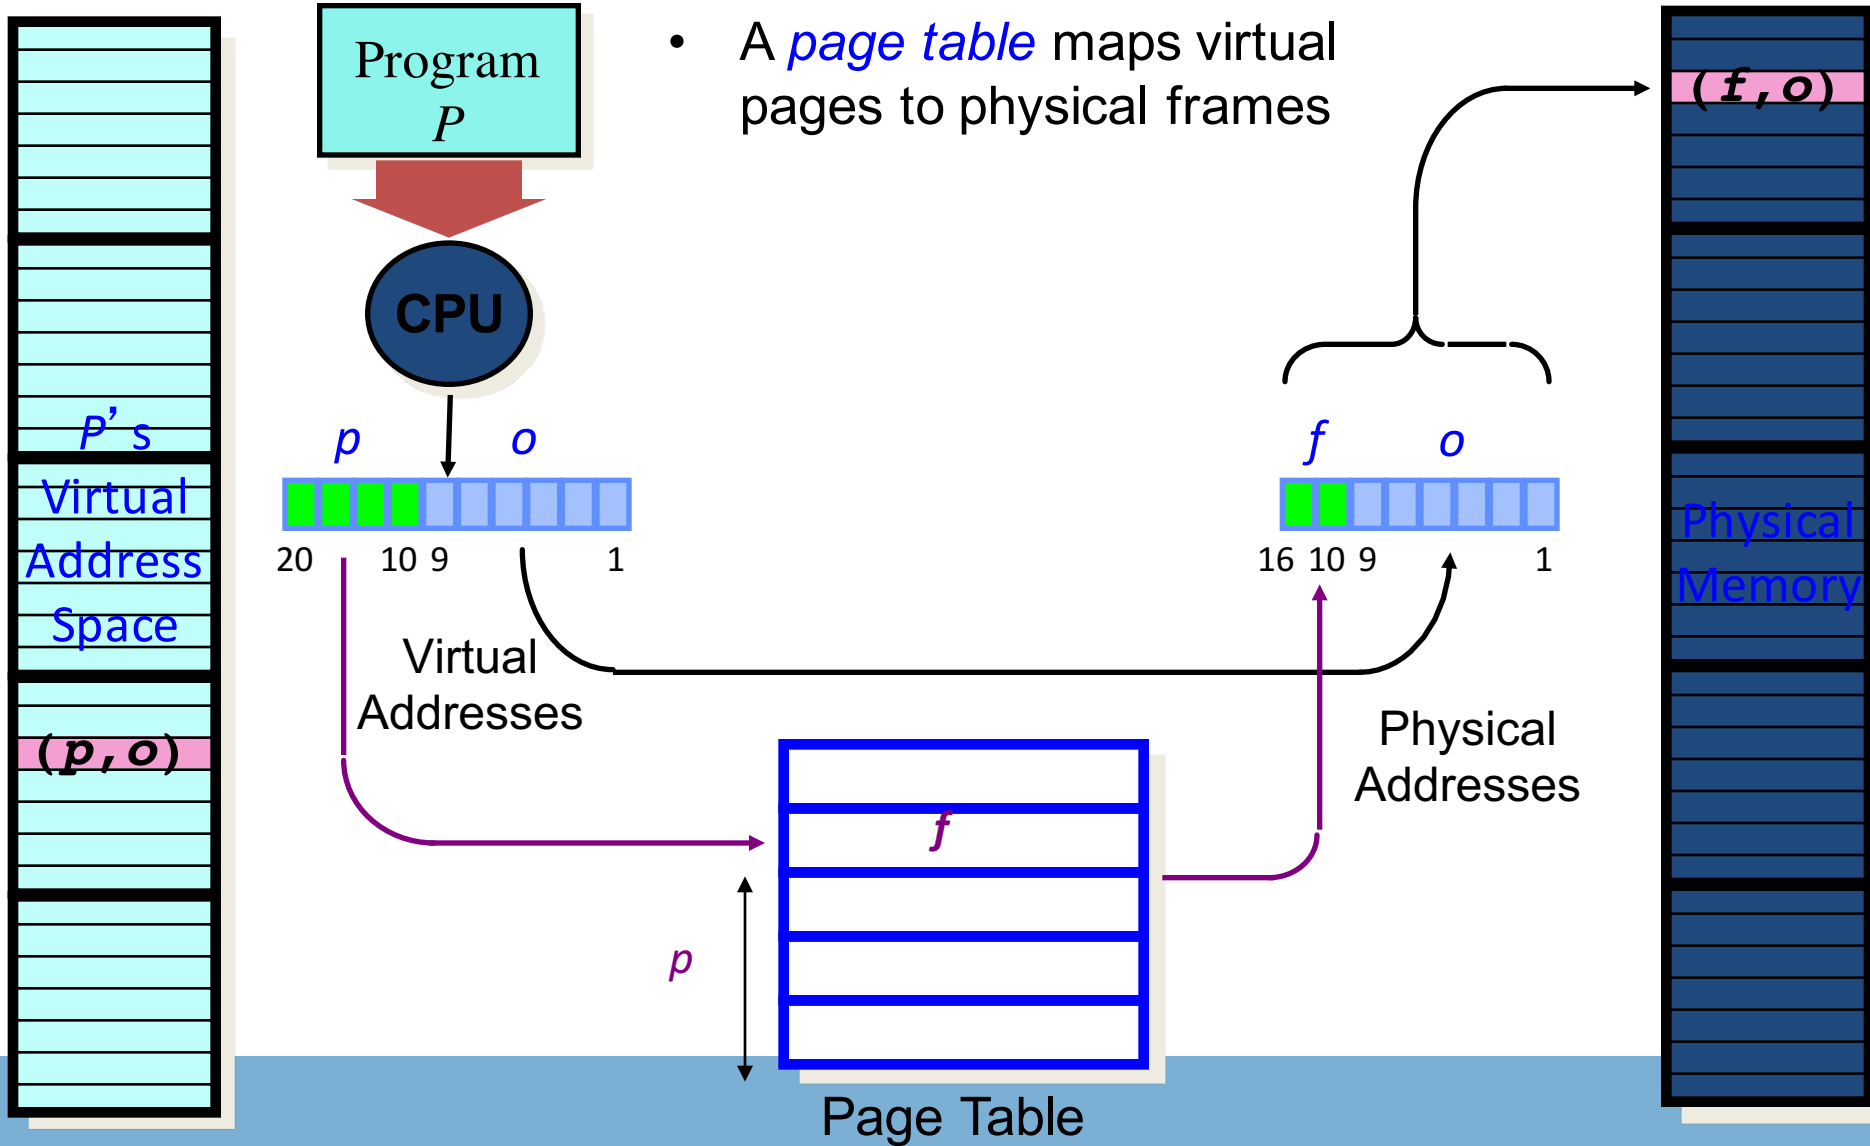 Program
P
• A page table maps virtual
pages to physical frames
(f,o)
CPU
P's
Virtual
Address
Space
(p,o)
p o
20 10 9 1
Virtual
Addresses
f o
16 10 9 1
Physical
Addresses
Physical
Memory
f
p
Page Table